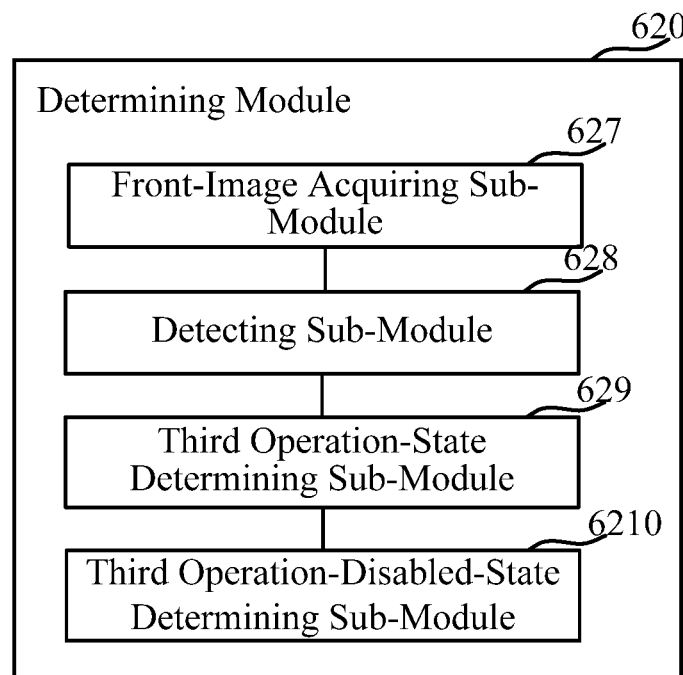 620
Determining Module
627
Front-Image Acquiring Sub-
Module
628
Detecting Sub-Module
629
Third Operation-State
Determining Sub-Module
6210
Third Operation-Disabled-State
Determining Sub-Module